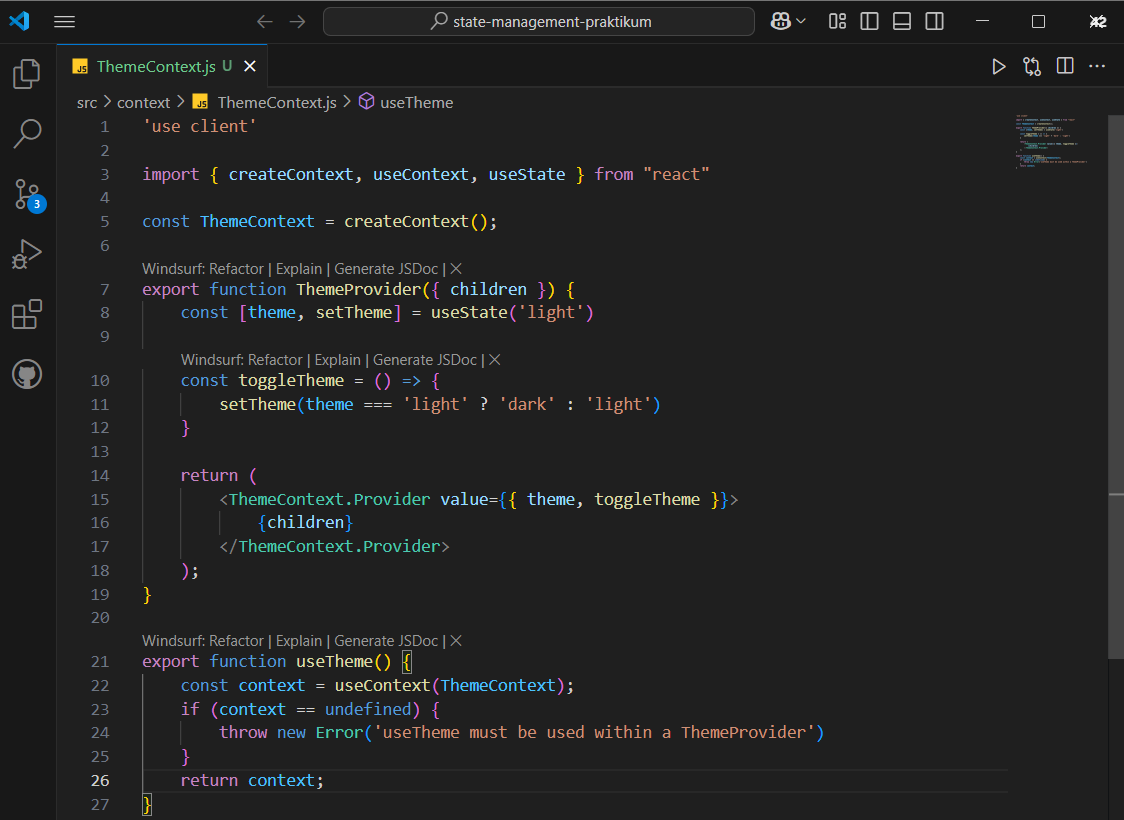 state-management-praktikum
ThemeContext.js U
src > context > JS ThemeContext.js > useTheme
1 'use client'
2
3 import { createContext, useContext, useState } from "react"
4
5 const ThemeContext = createContext();
6
Windsurf: Refactor | Explain | Generate JSDoc | X
7 export function ThemeProvider({ children }) {
8     const [theme, setTheme] = useState('light')
9
Windsurf: Refactor | Explain | Generate JSDoc | X
10     const toggleTheme = () => {
11         setTheme(theme === 'light' ? 'dark' : 'light')
12     }
13
14     return (
15         <ThemeContext.Provider value={{ theme, toggleTheme }}>
16             {children}
17         </ThemeContext.Provider>
18     );
19 }
20
Windsurf: Refactor | Explain | Generate JSDoc | X
21 export function useTheme() {
22     const context = useContext(ThemeContext);
23     if (context == undefined) {
24         throw new Error('useTheme must be used within a ThemeProvider')
25     }
26     return context;
27 }
3